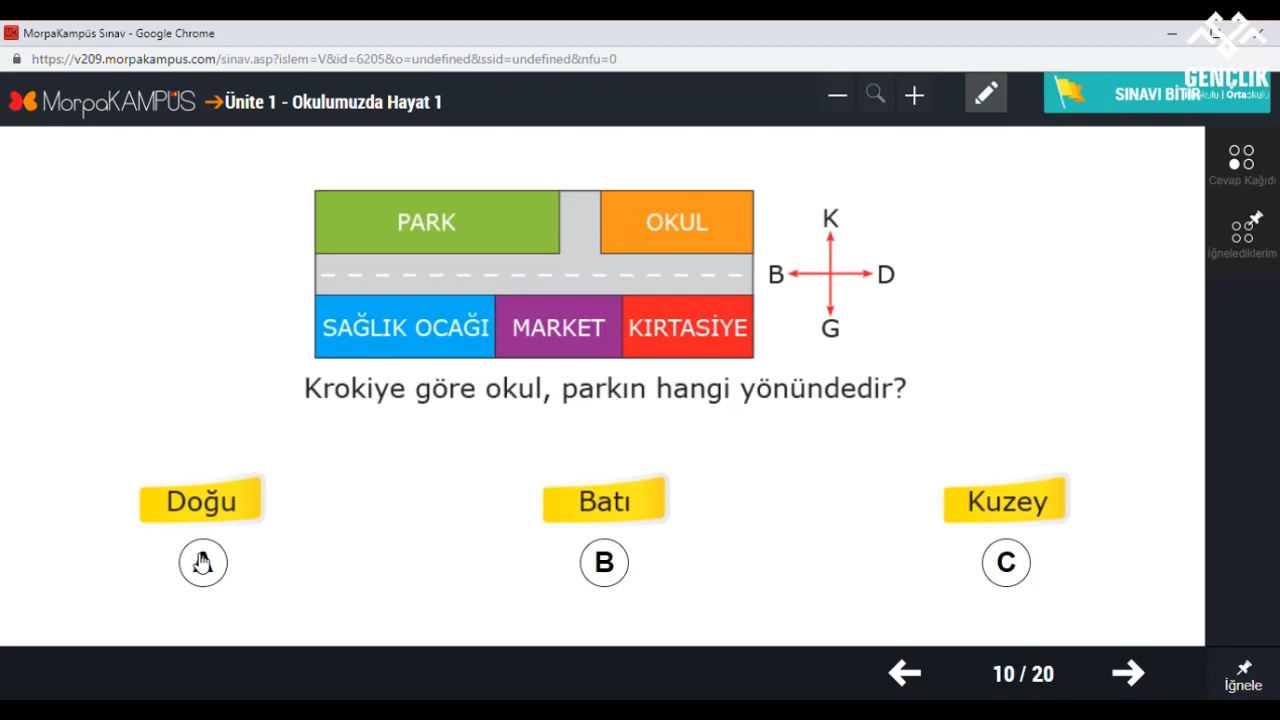 MorpaKampüs Sınav - Google Chrome
https://v209.morpakampus.com/sinav.asp?islem=V&id=6205&o=undefined&ssid=undefined&nfu=0
GENÇLİK
Ortaokulu
MorpaKAMPÜS
Ünite 1 - Okulumuzda Hayat 1
SINAVI BİTİR
Cevap Kağıdı
İğnelediklerim
PARK
OKUL
SAĞLIK OCAĞI
MARKET
KIRTASİYE
K
B
D
G
Krokiye göre okul, parkın hangi yönündedir?
Doğu
A
Batı
B
Kuzey
C
10 / 20
İğnele